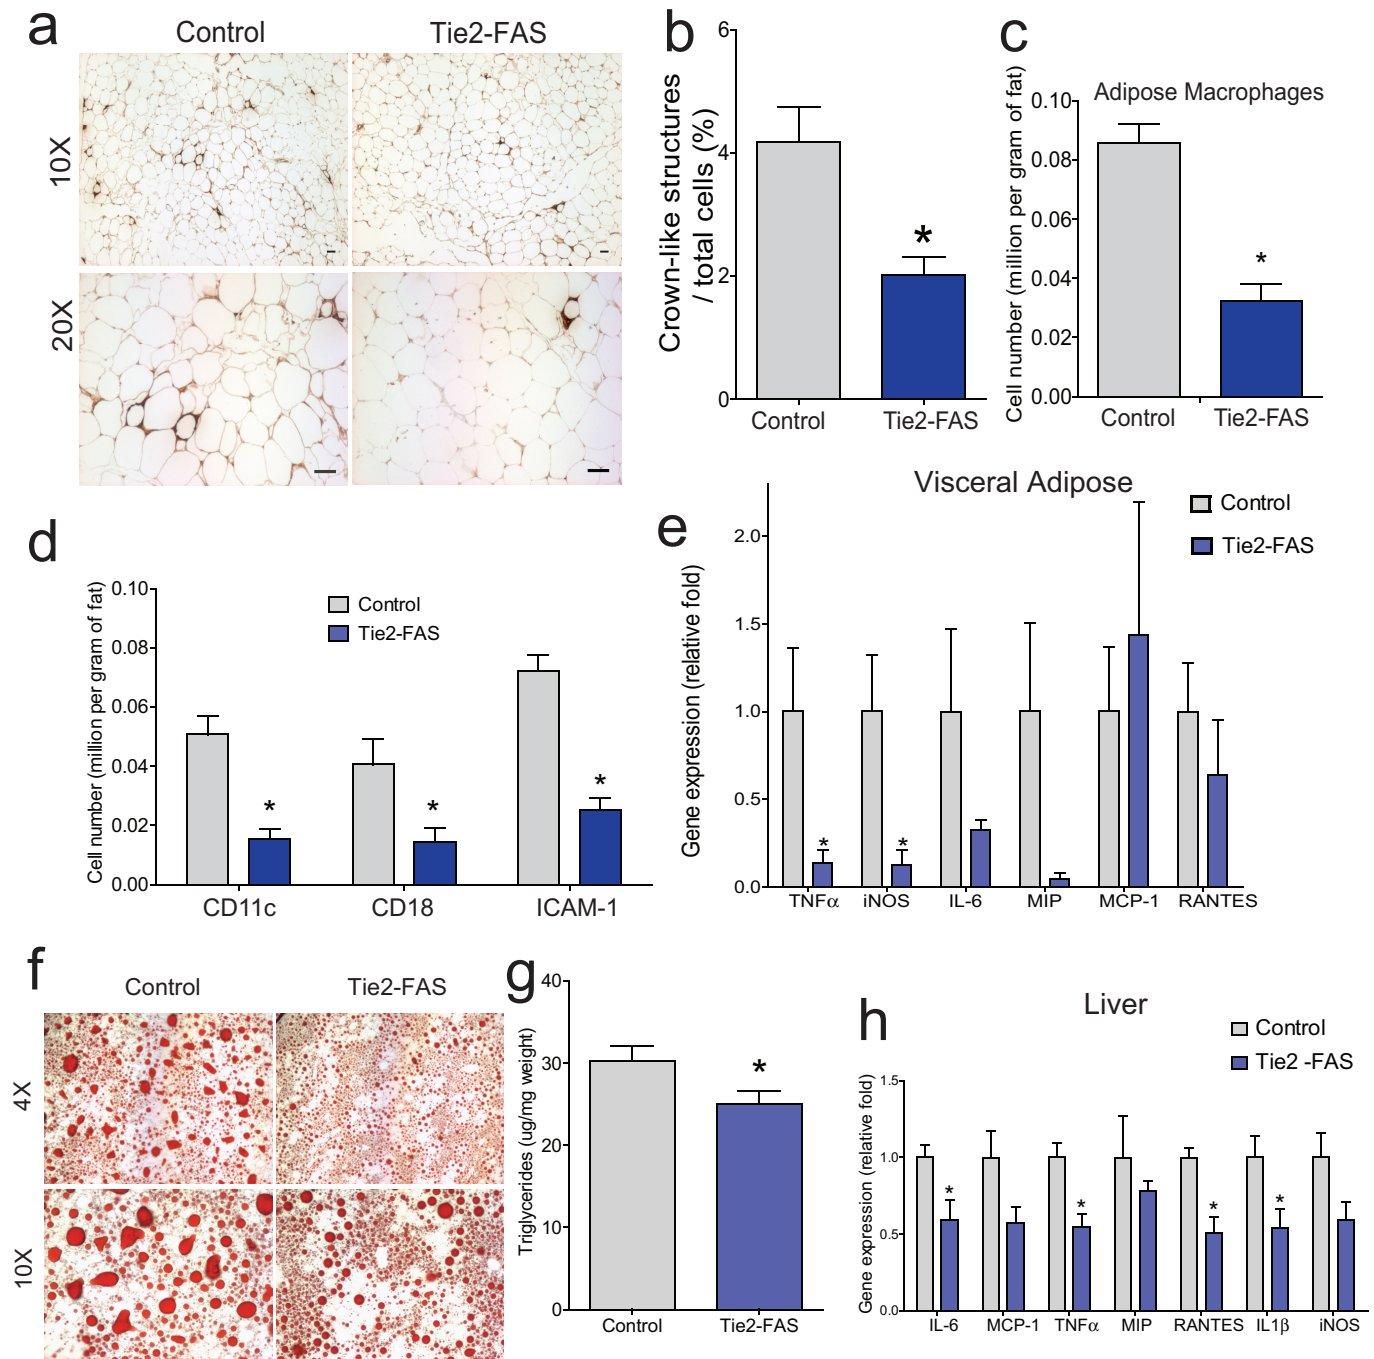 a
Control
Tie2-FAS
10X
20X
b
Crown-like structures
/ total cells (%)
6
4
2
0
*
Control
Tie2-FAS
c
Adipose Macrophages
Cell number (million per gram of fat)
0.10
0.08
0.06
0.04
0.02
0.00
*
Control
Tie2-FAS
d
Cell number (million per gram of fat)
0.10
0.08
0.06
0.04
0.02
0.00
Control
Tie2-FAS
*
*
*
CD11c
CD18
ICAM-1
e
Visceral Adipose
Control
Tie2-FAS
Gene expression (relative fold)
2.0
1.5
1.0
0.5
0.0
*
*
TNFα
iNOS
IL-6
MIP
MCP-1
RANTES
f
Control
Tie2-FAS
4X
10X
g
Triglycerides (ug/mg weight)
40
30
20
10
0
*
Control
Tie2-FAS
h
Liver
Control
Tie2 -FAS
Gene expression (relative fold)
1.5
1.0
0.5
0.0
*
*
*
*
IL-6
MCP-1
TNFα
MIP
RANTES
IL1β
iNOS